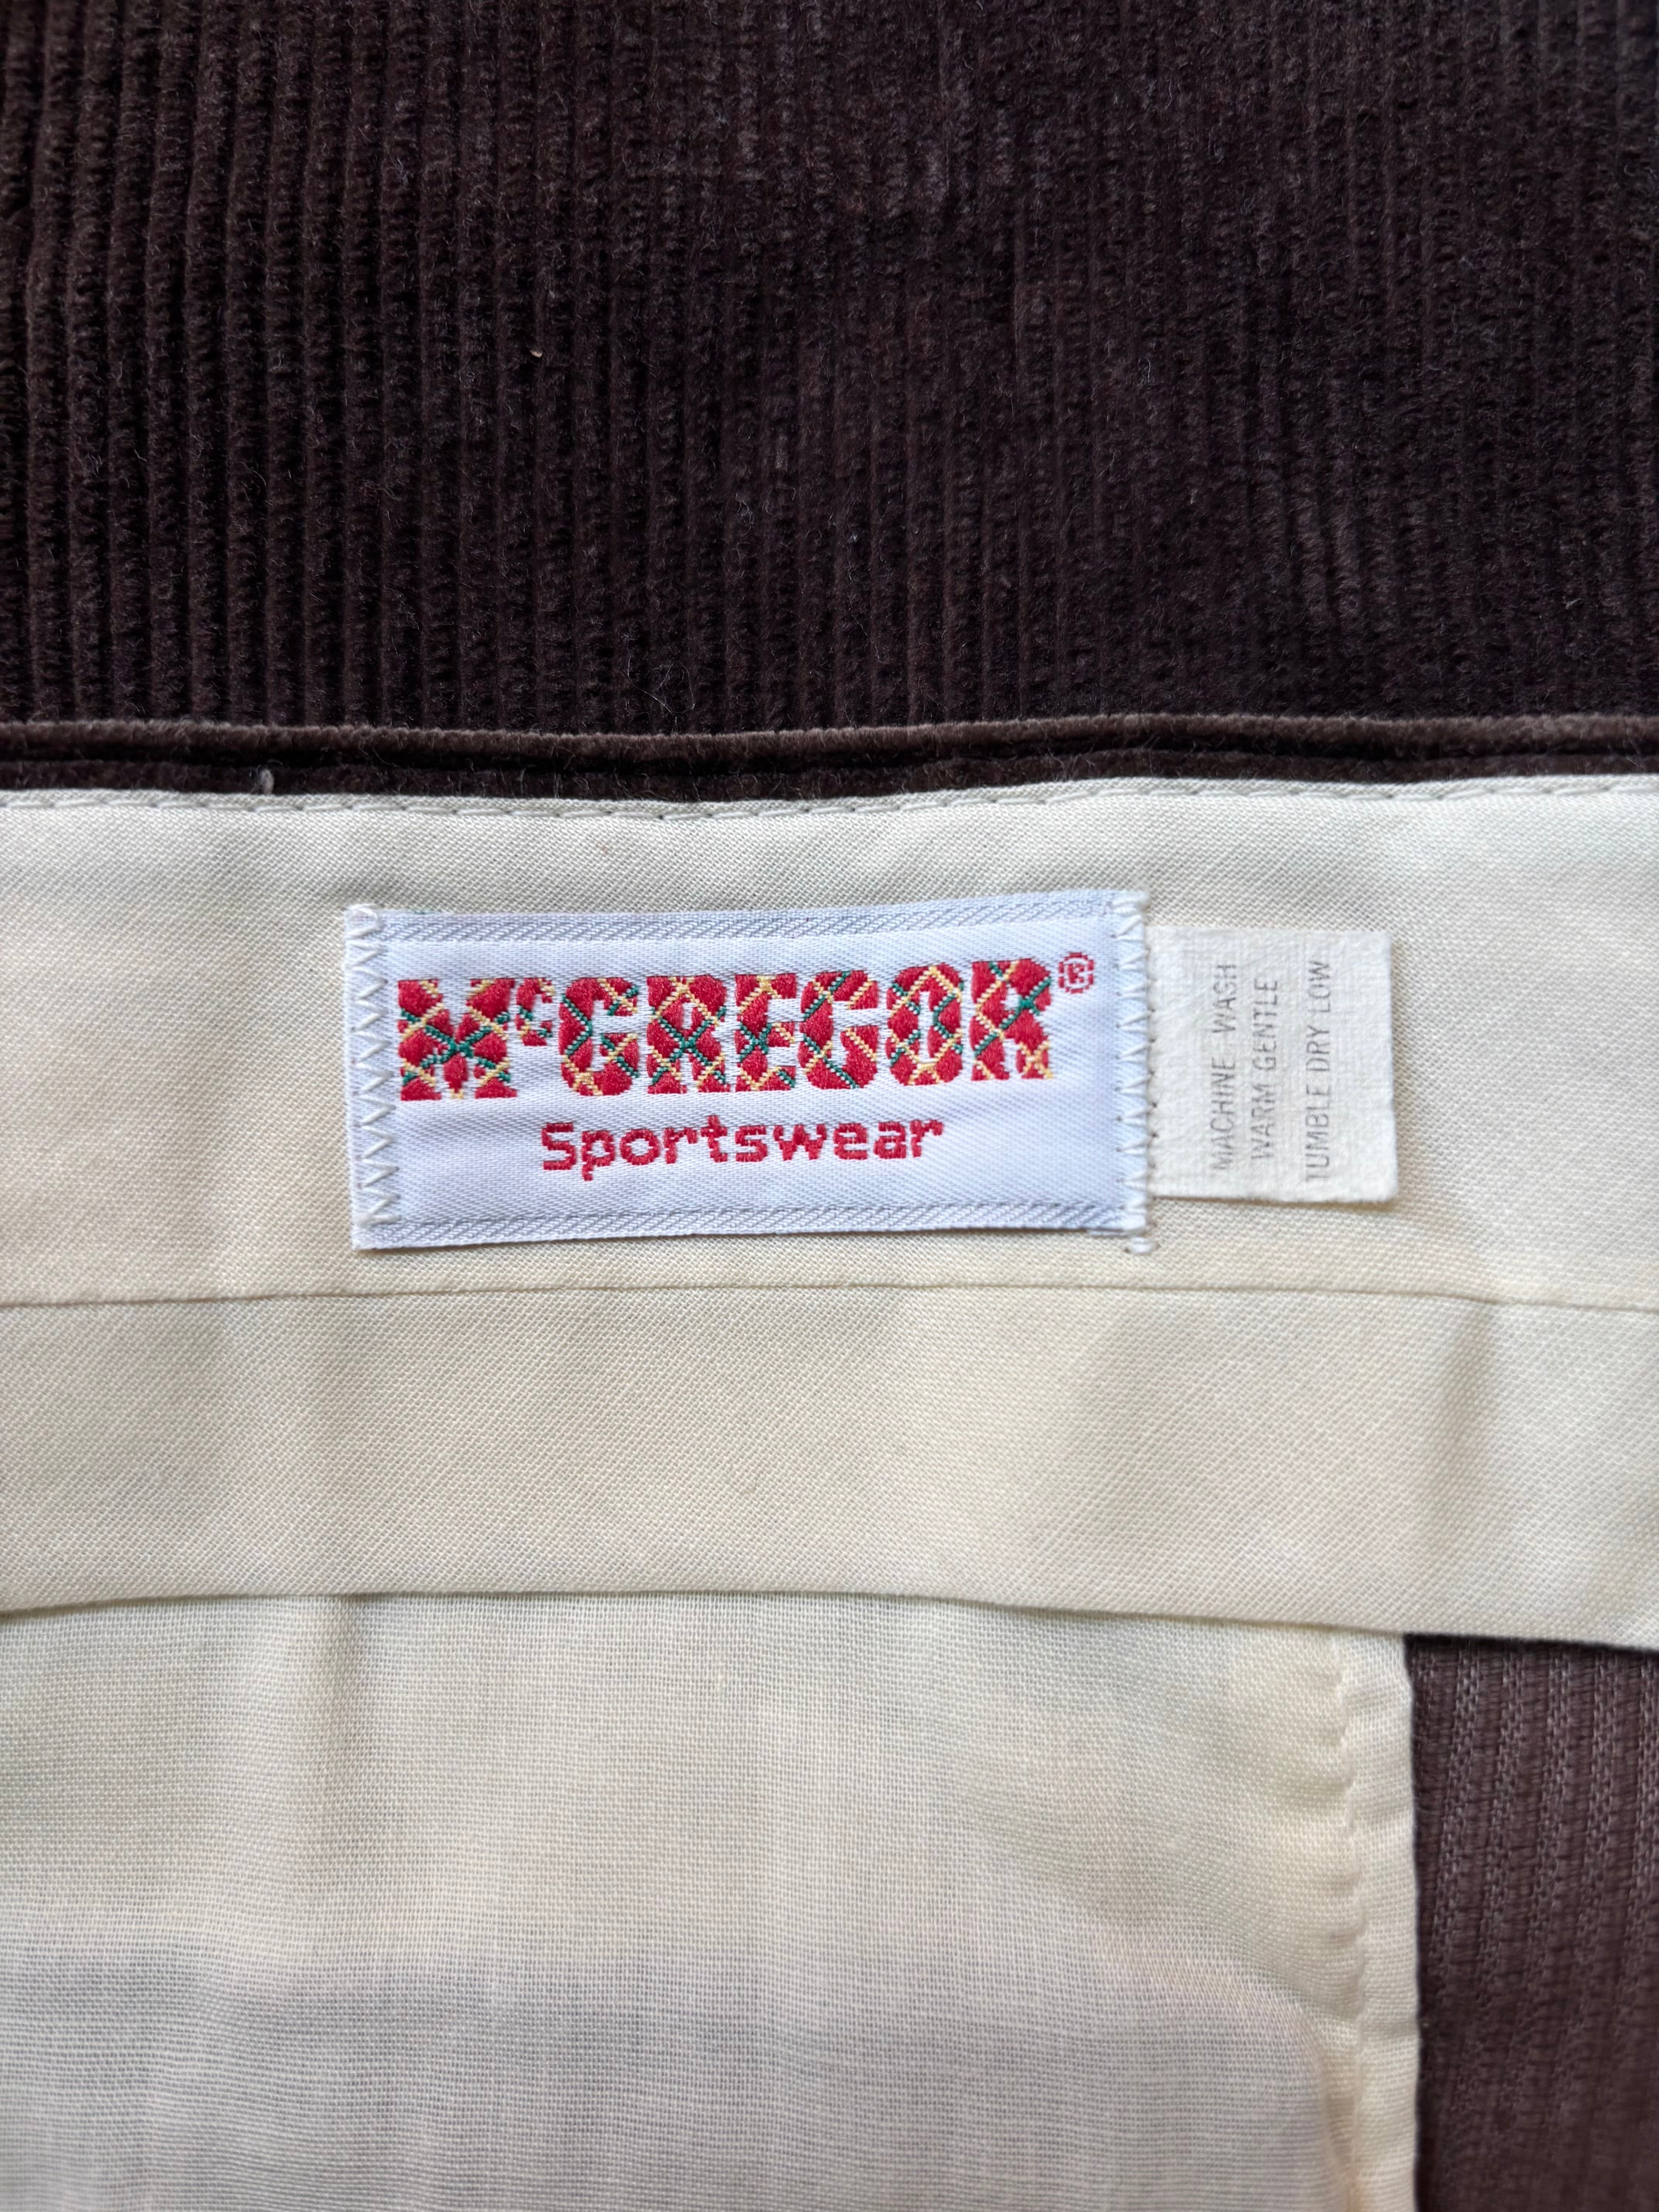 McGREGOR®
Sportswear
MACHINE WASH
WARM GENTLE
TUMBLE DRY LOW